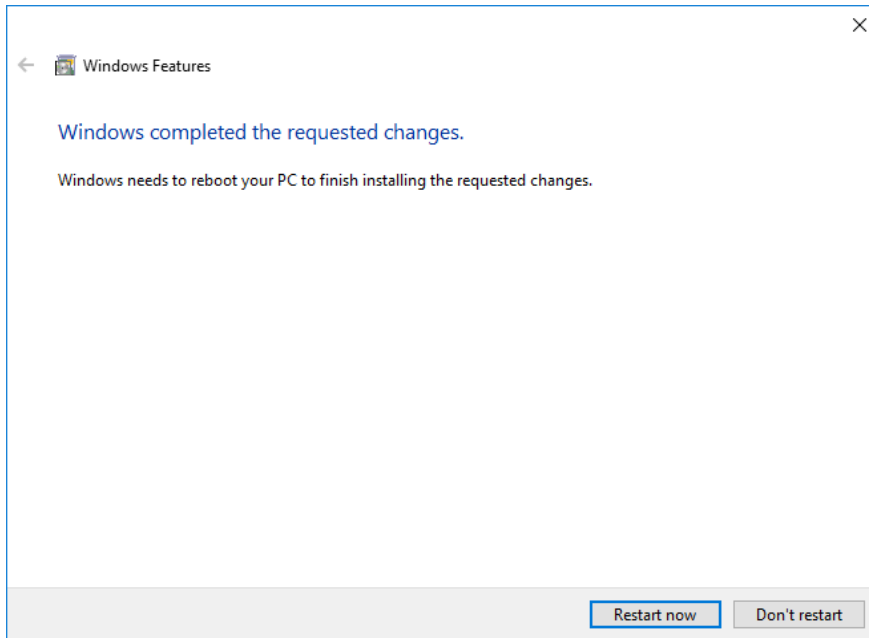 Windows Features
Windows completed the requested changes.
Windows needs to reboot your PC to finish installing the requested changes.
Restart now
Don't restart